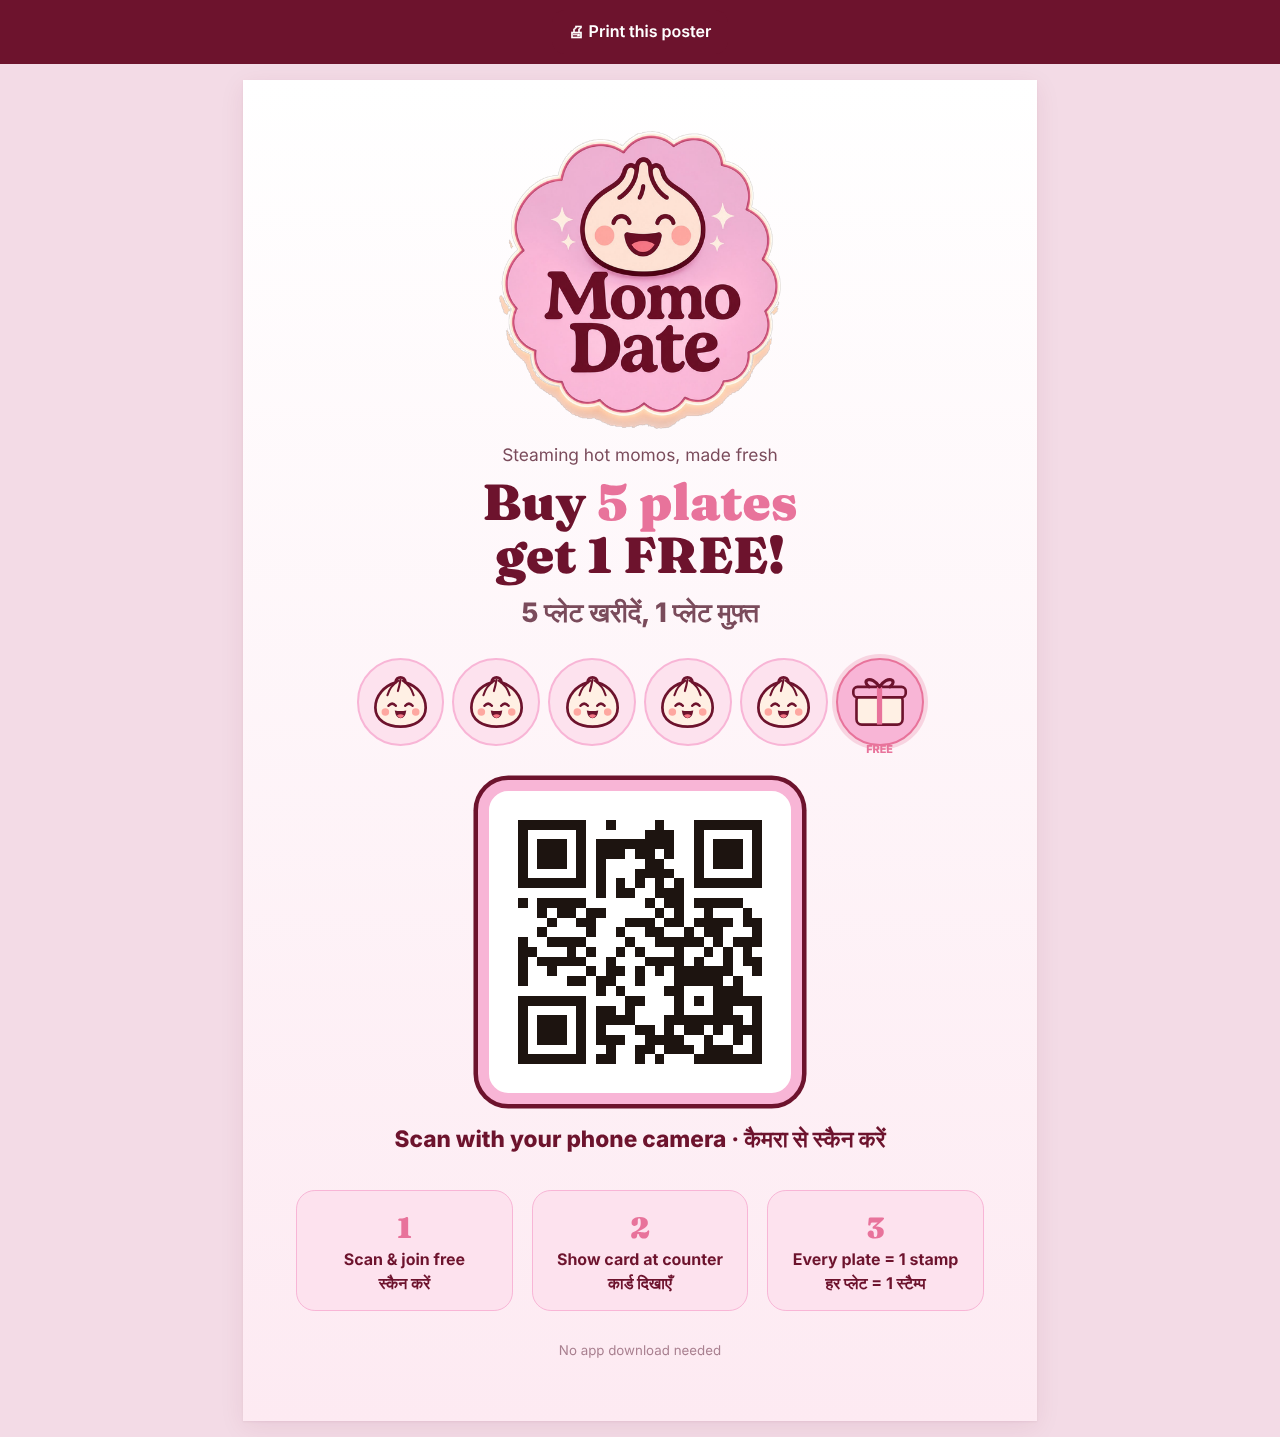 🖨 Print this poster
Momo
Date
Steaming hot momos, made fresh
Buy 5 plates
get 1 FREE!
5 प्लेट खरीदें, 1 प्लेट मुफ़्त
FREE
Scan with your phone camera · कैमरा से स्कैन करें
1
Scan & join free
स्कैन करें
2
Show card at counter
कार्ड दिखाएँ
3
Every plate = 1 stamp
हर प्लेट = 1 स्टैम्प
No app download needed